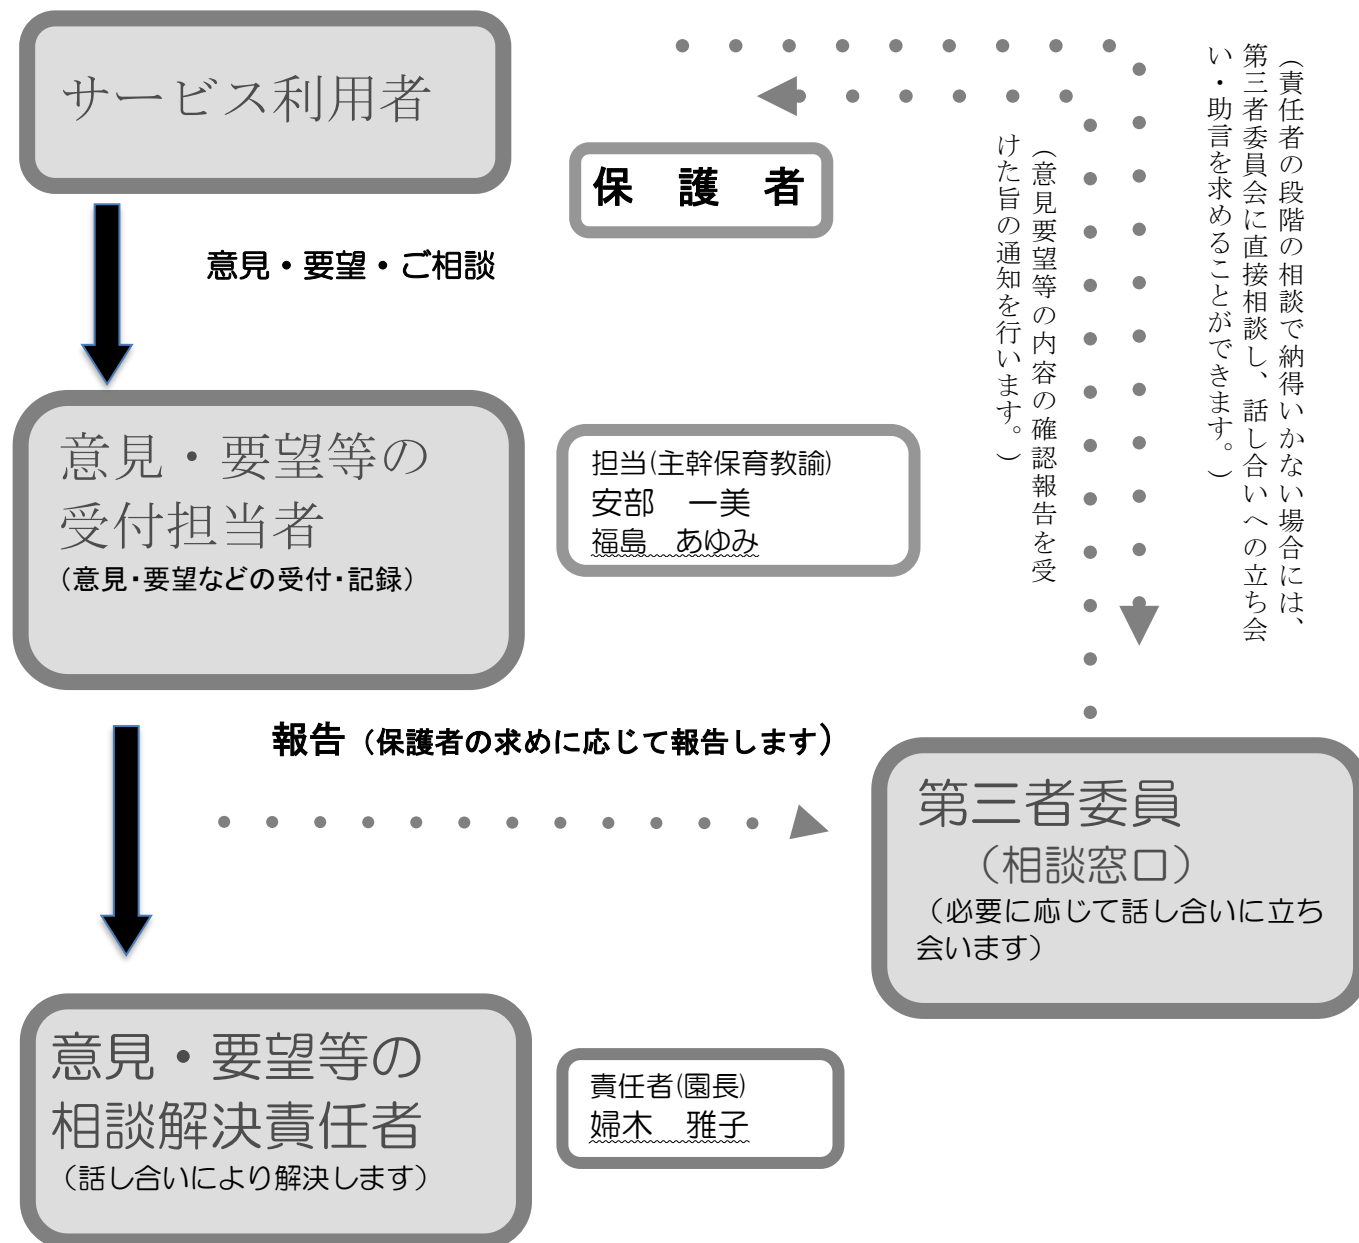 サービス利用者
保　護　者
意見・要望・ご相談
(責任者の段階の相談で納得いかない場合には、
第三者委員会に直接相談し、話し合いへの立ち会
い・助言を求めることができます。)
(意見要望等の内容の確認報告を受
けた旨の通知を行います。)
意見・要望等の
受付担当者
(意見・要望などの受付・記録)
担当(主幹保育教諭)
安部　一美
福島　あゆみ
報告（保護者の求めに応じて報告します）
第三者委員
（相談窓口）
（必要に応じて話し合いに立ち
会います）
意見・要望等の
相談解決責任者
（話し合いにより解決します）
責任者(園長)
婦木　雅子